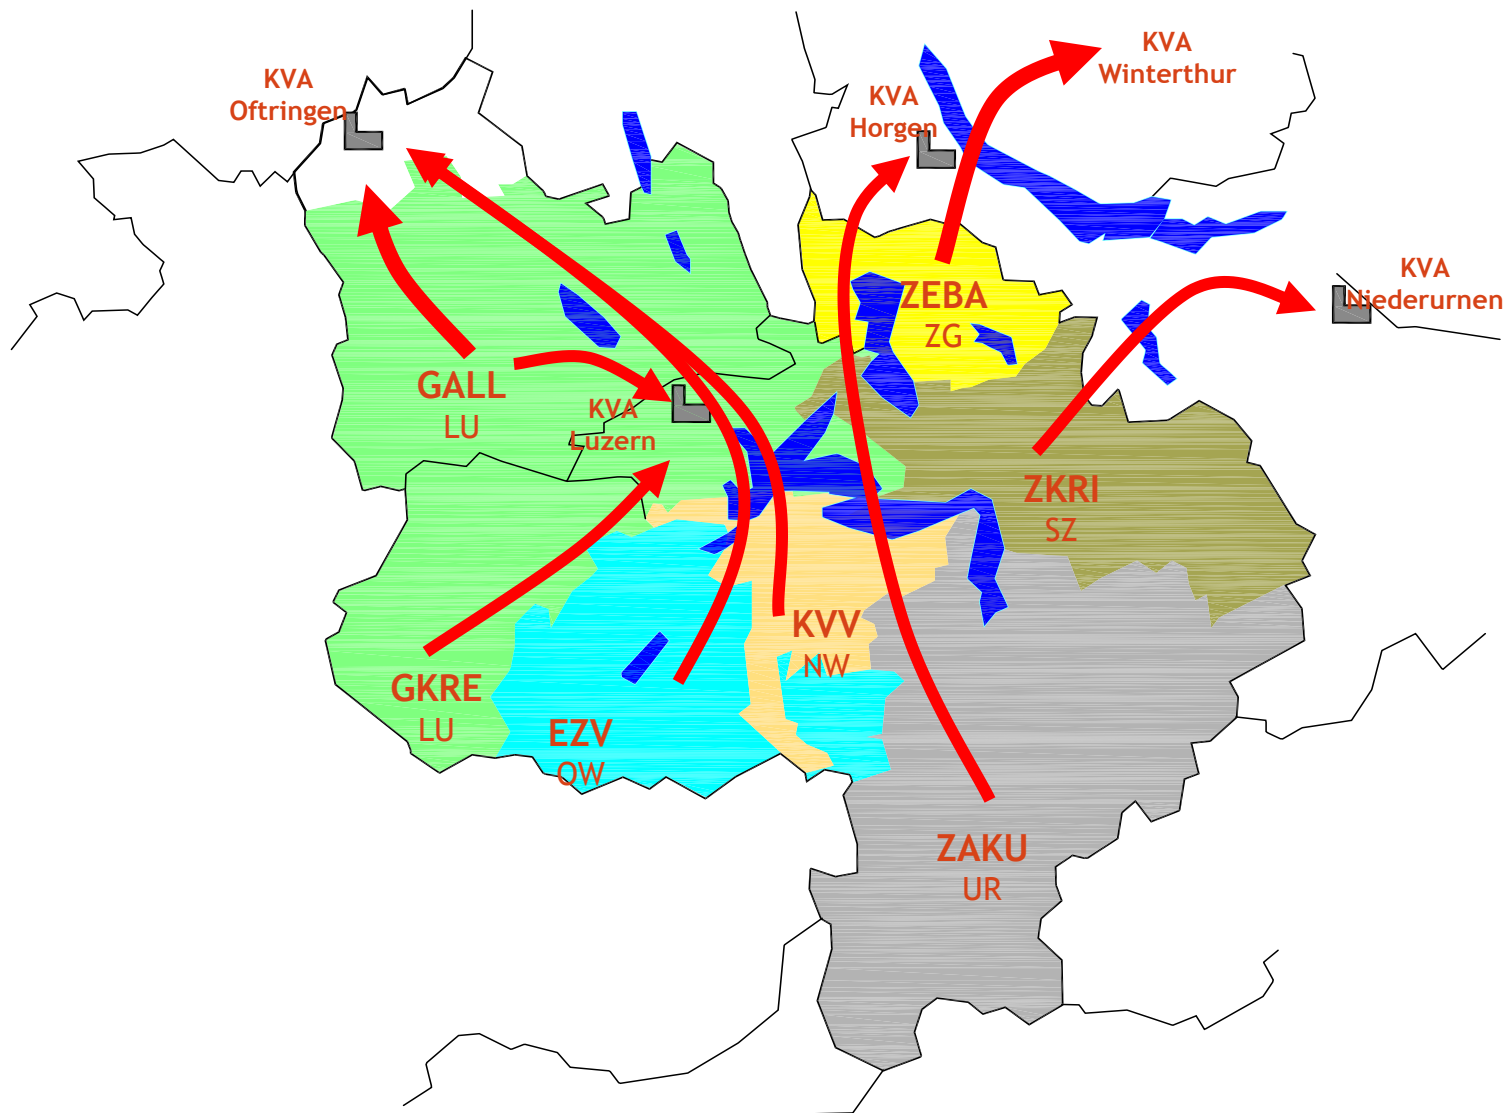 KVA
Winterthur
KVA
Oftringen
KVA
Horgen
KVA
Niederurnen
ZEBA
ZG
GALL
LU
KVA
Luzern
ZKRI
SZ
KVV
NW
GKRE
LU
EZV
OW
ZAKU
UR